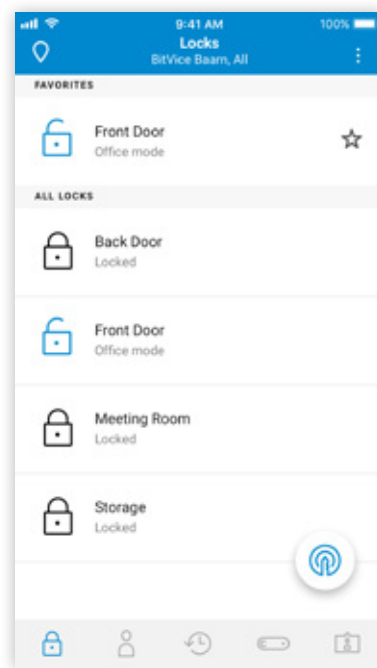 9:41 AM
100%
Locks
BitVice Baarn, All
FAVORITES
Front Door
Office mode
ALL LOCKS
Back Door
Locked
Front Door
Office mode
Meeting Room
Locked
Storage
Locked